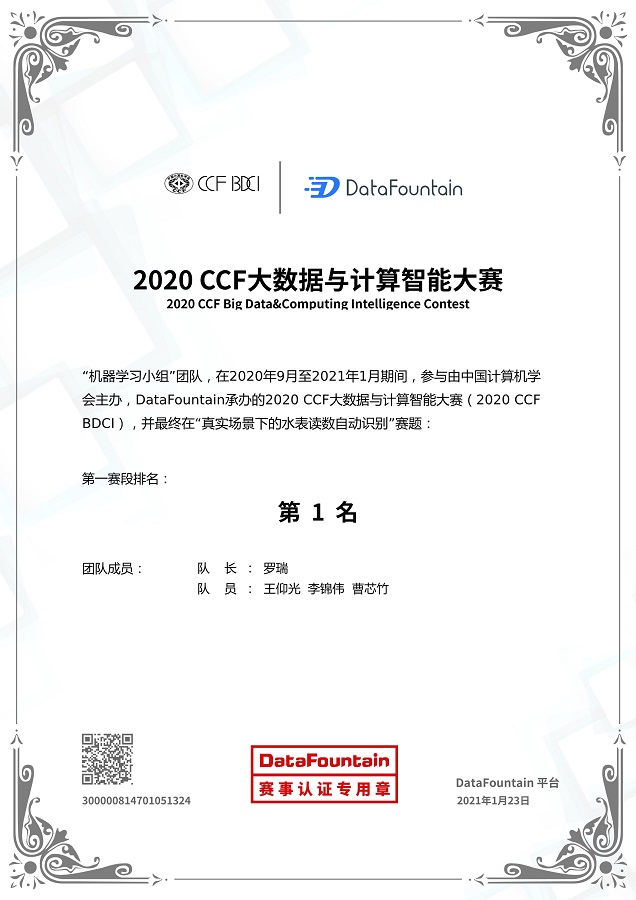 CCF BDCI
DataFountain
2020 CCF大数据与计算智能大赛
2020 CCF Big Data&Computing Intelligence Contest
“机器学习小组”团队，在2020年9月至2021年1月期间，参与由中国计算机学
会主办，DataFountain承办的2020 CCF大数据与计算智能大赛（2020 CCF
BDCI），并最终在“真实场景下的水表读数自动识别”赛题：
第一赛段排名：
第 1 名
团队成员： 队 长 ： 罗瑞
队 员 ： 王仰光 李锦伟 曹芯竹
DataFountain
赛事认证专用章
300000814701051324
DataFountain 平台
2021年1月23日